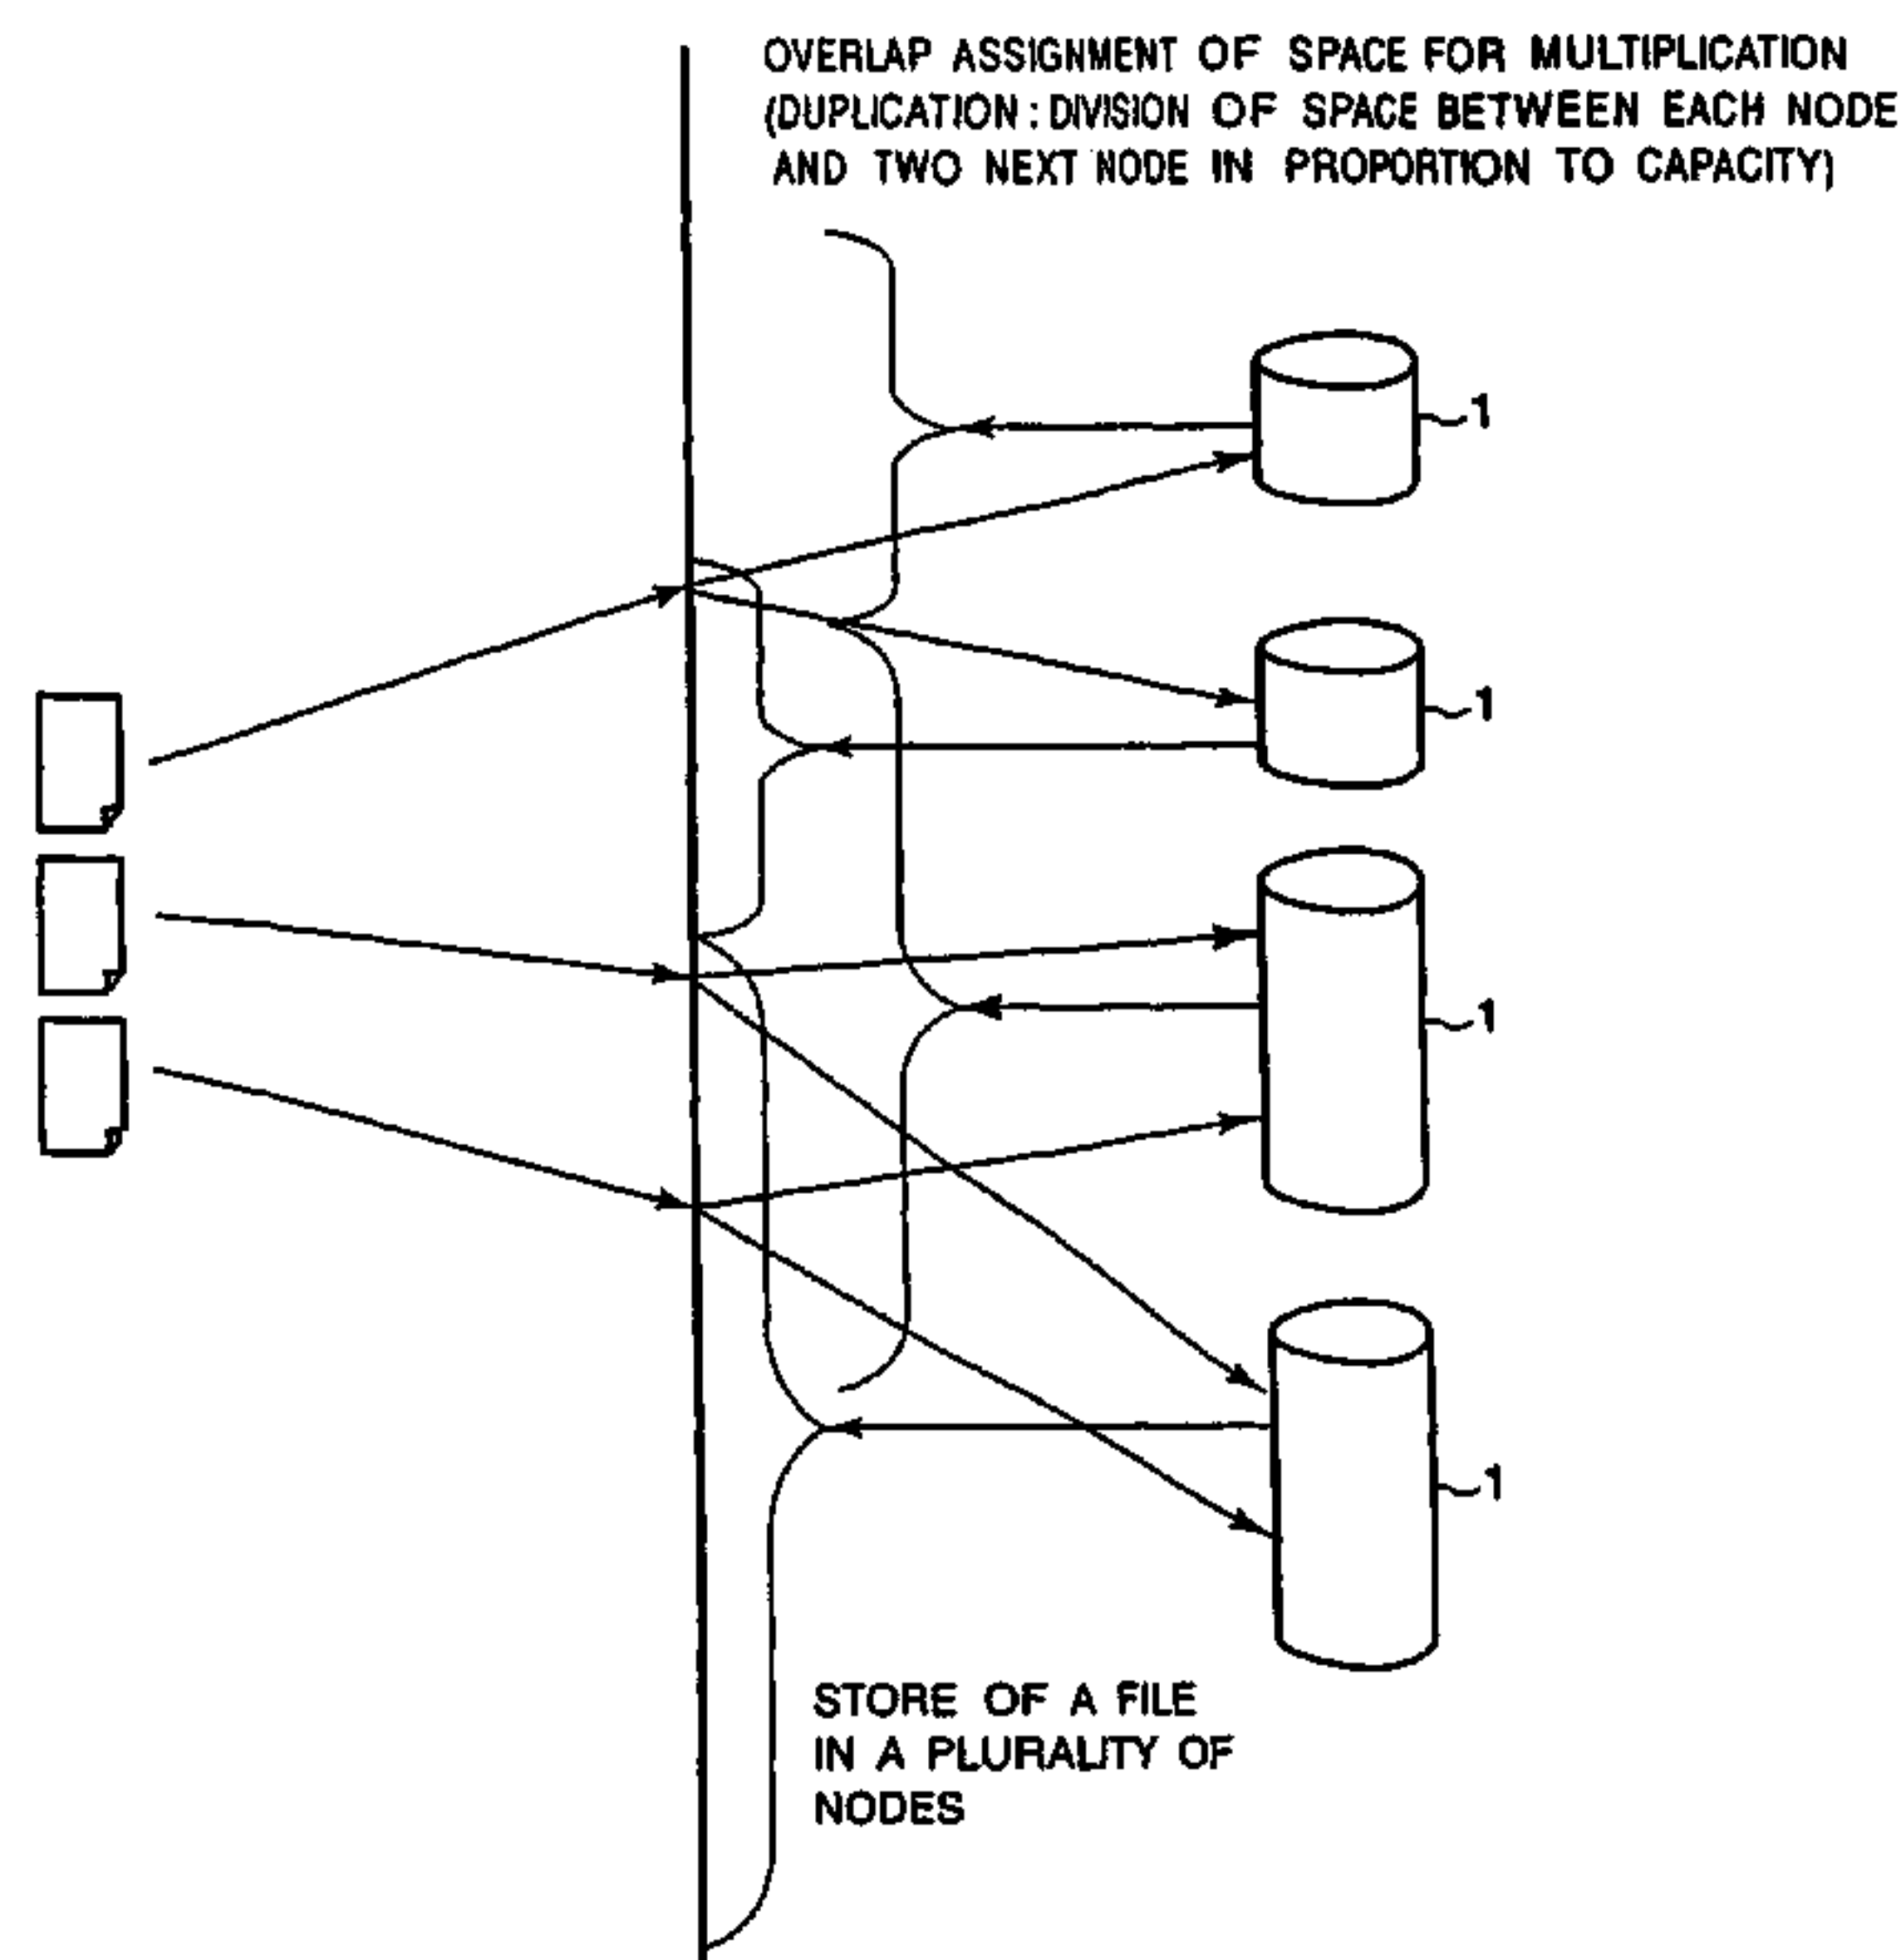 OVERLAP ASSIGNMENT OF SPACE FOR MULTIPLICATION
(DUPLICATION : DIVISION OF SPACE BETWEEN EACH NODE
AND TWO NEXT NODE IN PROPORTION TO CAPACITY)
1
1
1
1
STORE OF A FILE
IN A PLURALITY OF
NODES